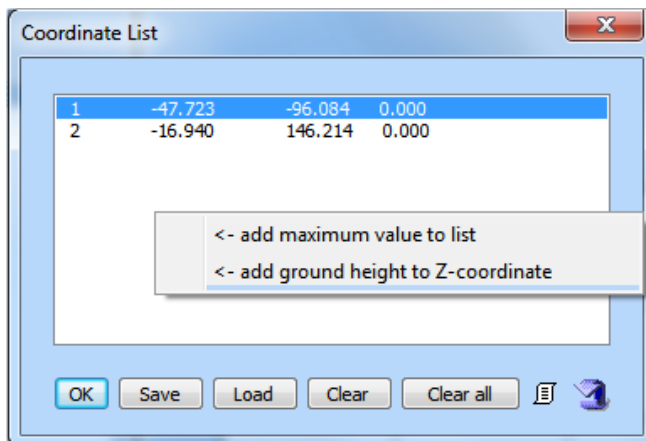 Coordinate List
1 -47.723 -96.084 0.000
2 -16.940 146.214 0.000
<- add maximum value to list
<- add ground height to Z-coordinate
OK Save Load Clear Clear all